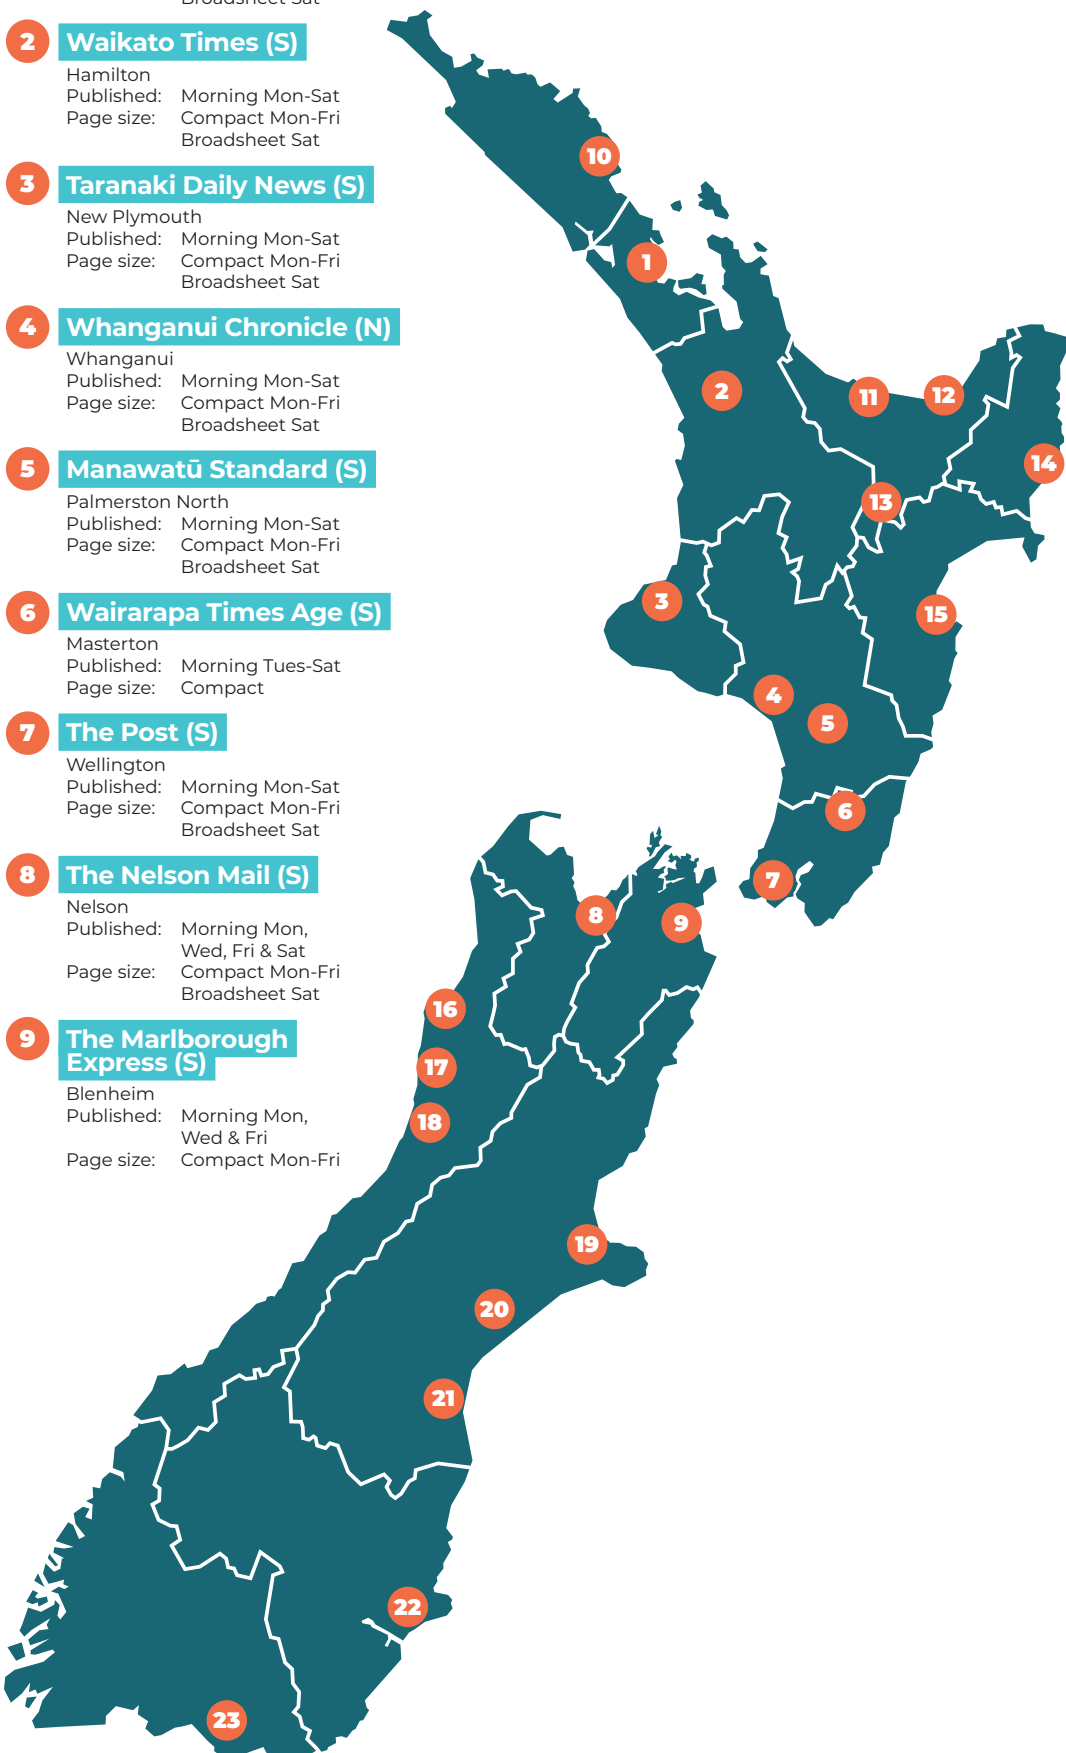 Broadsheet Sat
2 Waikato Times (S)
Hamilton
Published: Morning Mon-Sat
Page size: Compact Mon-Fri
Broadsheet Sat
3 Taranaki Daily News (S)
New Plymouth
Published: Morning Mon-Sat
Page size: Compact Mon-Fri
Broadsheet Sat
4 Whanganui Chronicle (N)
Whanganui
Published: Morning Mon-Sat
Page size: Compact Mon-Fri
Broadsheet Sat
5 Manawatū Standard (S)
Palmerston North
Published: Morning Mon-Sat
Page size: Compact Mon-Fri
Broadsheet Sat
6 Wairarapa Times Age (S)
Masterton
Published: Morning Tues-Sat
Page size: Compact
7 The Post (S)
Wellington
Published: Morning Mon-Sat
Page size: Compact Mon-Fri
Broadsheet Sat
8 The Nelson Mail (S)
Nelson
Published: Morning Mon,
Wed, Fri & Sat
Page size: Compact Mon-Fri
Broadsheet Sat
9 The Marlborough
Express (S)
Blenheim
Published: Morning Mon,
Wed & Fri
Page size: Compact Mon-Fri
10
1
2
11
12
14
13
3
15
4
5
6
7
8
9
16
17
18
19
20
21
22
23